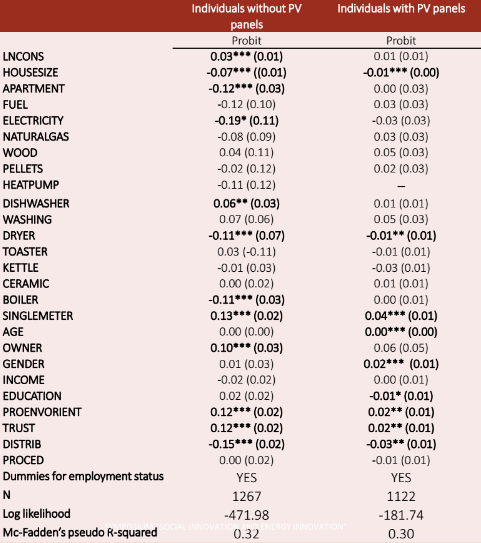 Individuals without PV panels Individuals with PV panels
Probit Probit
LNCONS 0.03*** (0.01) 0.01 (0.01)
HOUSESIZE -0.07*** ((0.01) -0.01*** (0.00)
APARTMENT -0.12*** (0.03) 0.00 (0.03)
FUEL -0.12 (0.10) 0.03 (0.03)
ELECTRICITY -0.19* (0.11) -0.03 (0.03)
NATURALGAS -0.08 (0.09) 0.03 (0.03)
WOOD 0.04 (0.11) 0.05 (0.03)
PELLETS -0.02 (0.12) 0.02 (0.03)
HEATPUMP -0.11 (0.12) –
DISHWASHER 0.06** (0.03) 0.01 (0.01)
WASHING 0.07 (0.06) 0.05 (0.03)
DRYER -0.11*** (0.07) -0.01** (0.01)
TOASTER 0.03 (-0.11) -0.01 (0.01)
KETTLE -0.01 (0.03) -0.03 (0.01)
CERAMIC 0.00 (0.02) 0.01 (0.01)
BOILER -0.11*** (0.03) 0.00 (0.01)
SINGLEMETER 0.13*** (0.02) 0.04*** (0.01)
AGE 0.00 (0.00) 0.00*** (0.00)
OWNER 0.10*** (0.03) 0.06 (0.05)
GENDER 0.01 (0.03) 0.02*** (0.01)
INCOME -0.02 (0.02) 0.00 (0.01)
EDUCATION 0.02 (0.02) -0.01* (0.01)
PROENVORIENT 0.12*** (0.02) 0.02** (0.01)
TRUST 0.12*** (0.02) 0.02** (0.01)
DISTRIB -0.15*** (0.02) -0.03** (0.01)
PROCED 0.00 (0.02) -0.01 (0.01)
Dummies for employment status YES YES
N 1267 1122
Log likelihood -471.98 -181.74
SOCIAL INNOVATION INNOVATION"
Mc-Fadden's pseudo R-squared 0.32 0.30